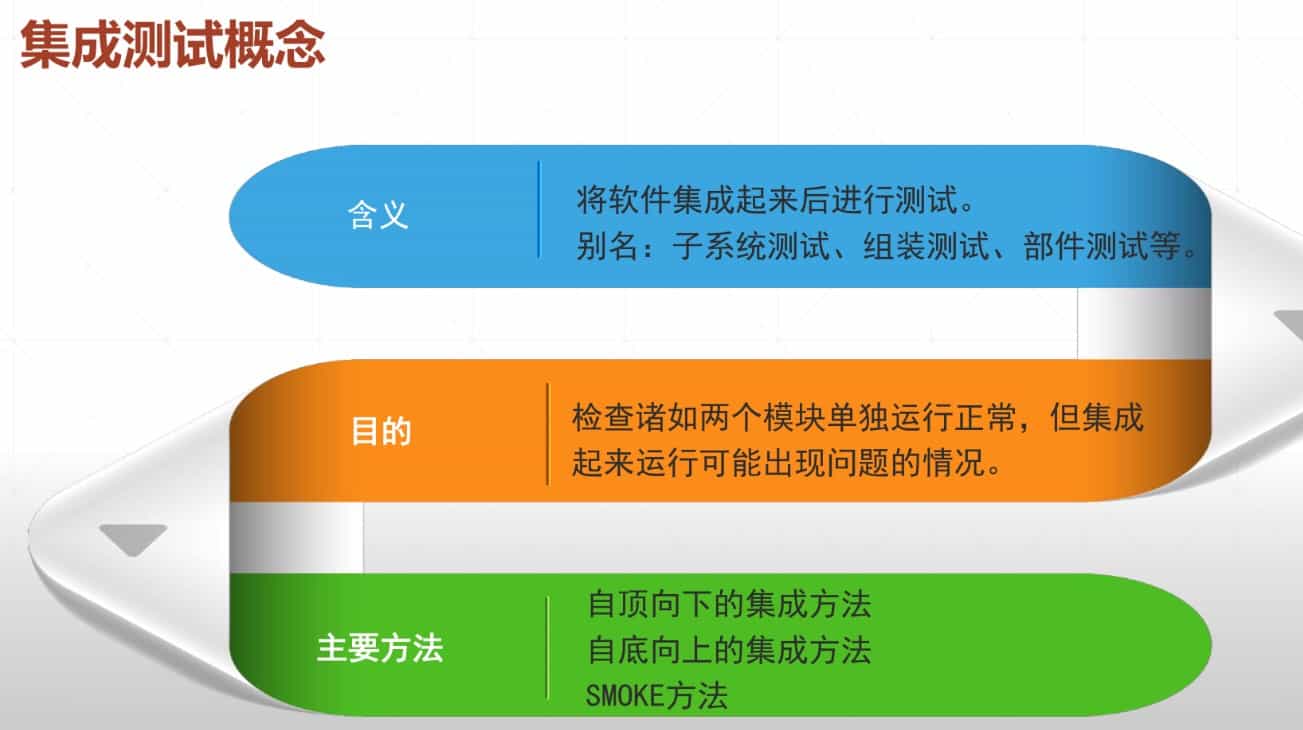 集成测试概念
含义
将软件集成起来后进行测试。
别名：子系统测试、组装测试、部件测试等。
目的
检查诸如两个模块单独运行正常，但集成
起来运行可能出现问题的情况。
主要方法
自顶向下的集成方法
自底向上的集成方法
SMOKE方法